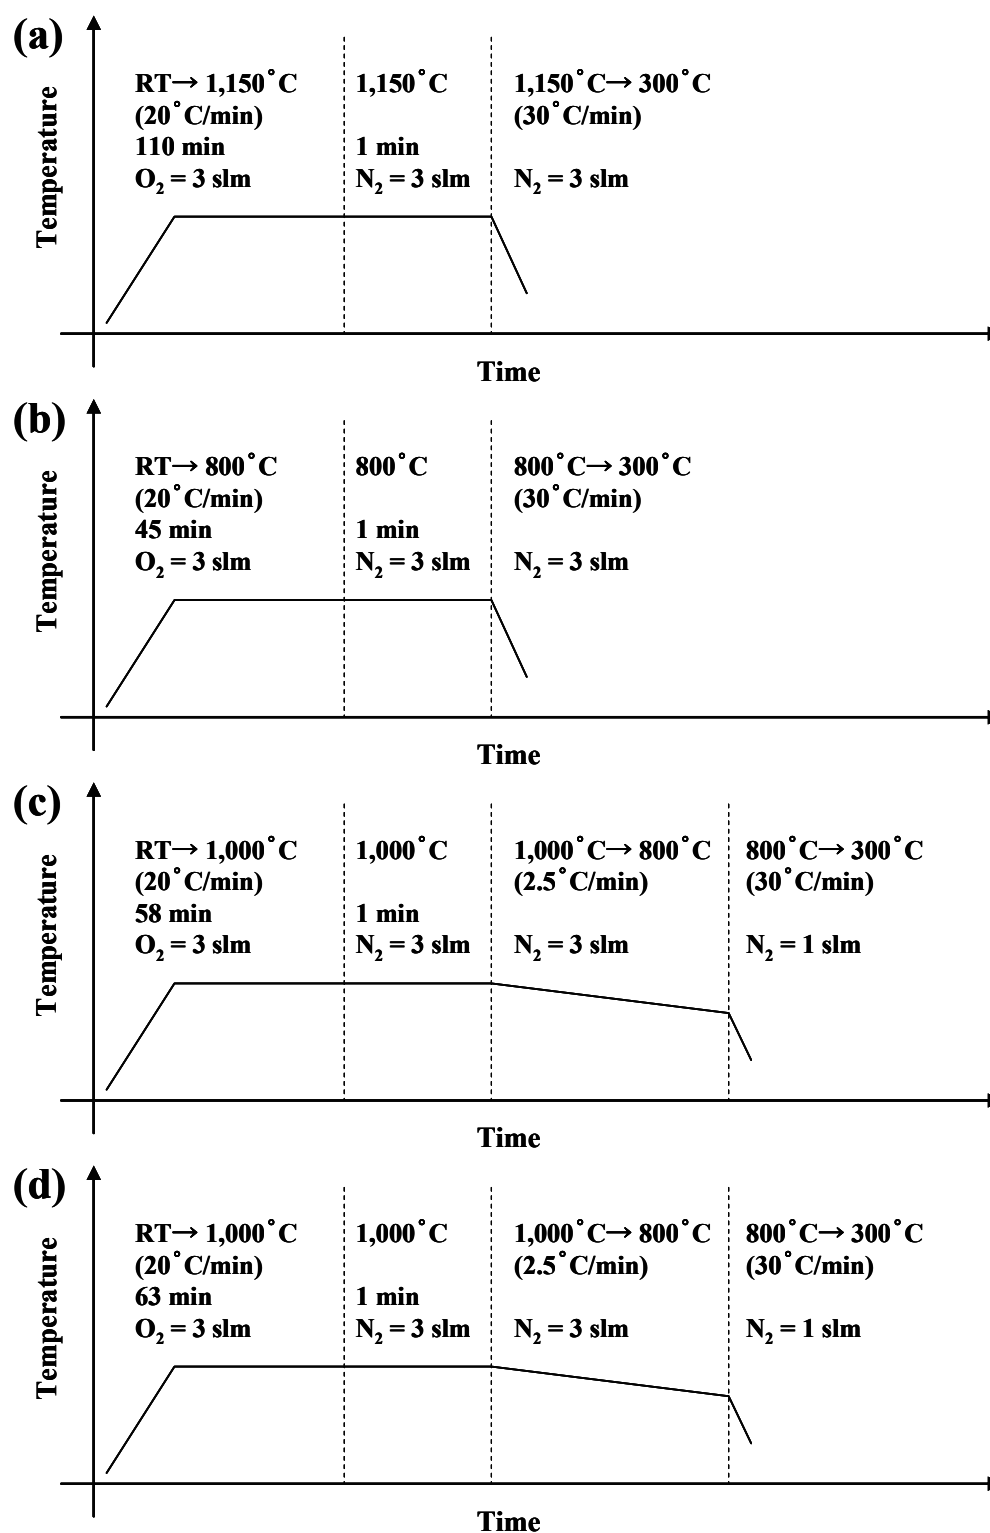 (a)
Temperature
RT→ 1,150°C
(20°C/min)
110 min
O₂ = 3 slm
1,150°C
1 min
N₂ = 3 slm
1,150°C→ 300°C
(30°C/min)
N₂ = 3 slm
Time
(b)
Temperature
RT→ 800°C
(20°C/min)
45 min
O₂ = 3 slm
800°C
1 min
N₂ = 3 slm
800°C→ 300°C
(30°C/min)
N₂ = 3 slm
Time
(c)
Temperature
RT→ 1,000°C
(20°C/min)
58 min
O₂ = 3 slm
1,000°C
1 min
N₂ = 3 slm
1,000°C→ 800°C
(2.5°C/min)
N₂ = 3 slm
800°C→ 300°C
(30°C/min)
N₂ = 1 slm
Time
(d)
Temperature
RT→ 1,000°C
(20°C/min)
63 min
O₂ = 3 slm
1,000°C
1 min
N₂ = 3 slm
1,000°C→ 800°C
(2.5°C/min)
N₂ = 3 slm
800°C→ 300°C
(30°C/min)
N₂ = 1 slm
Time